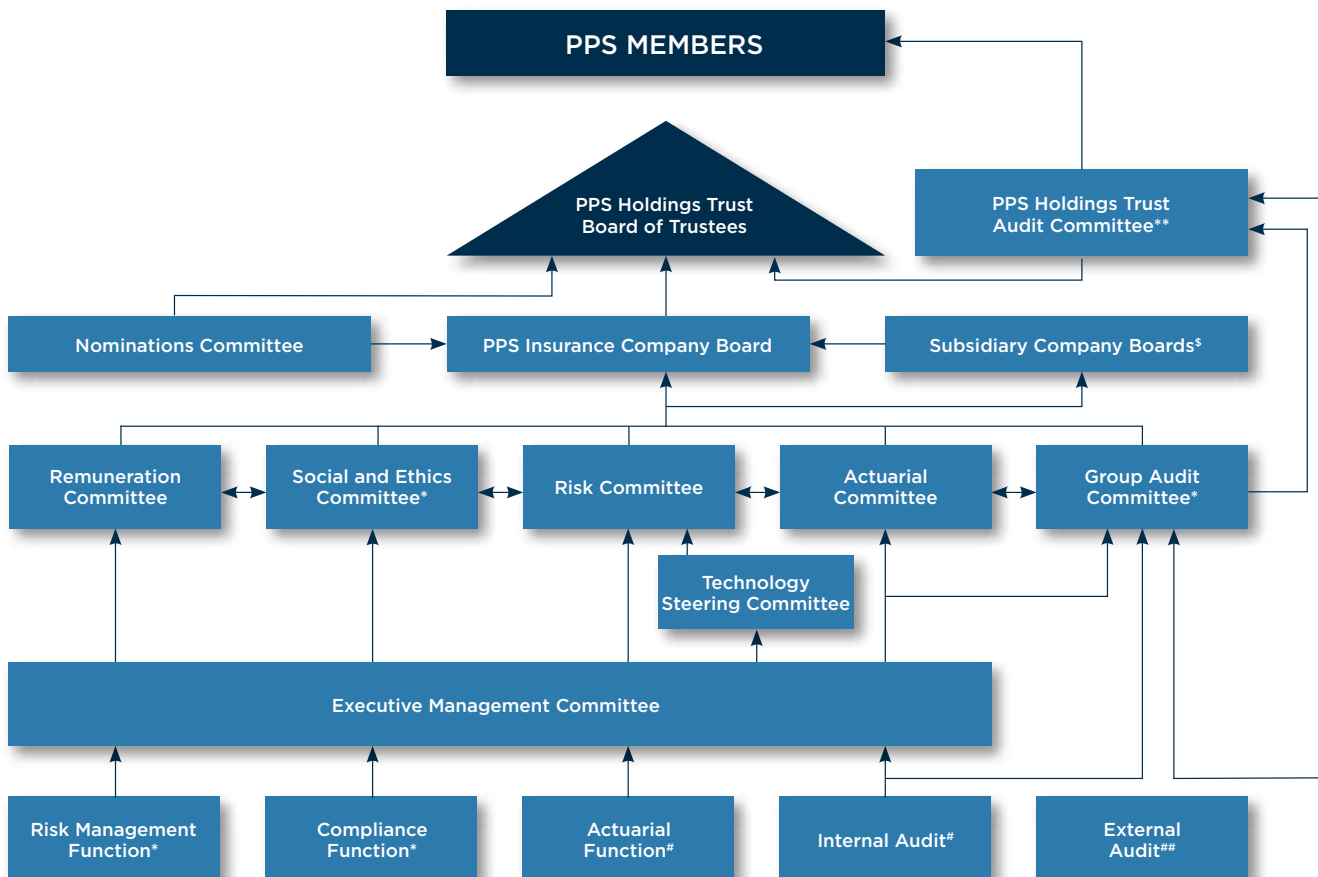 PPS MEMBERS
PPS Holdings Trust
Board of Trustees
PPS Holdings Trust
Audit Committee**
Nominations Committee
PPS Insurance Company Board
Subsidiary Company Boards$
Remuneration
Committee
Social and Ethics
Committee*
Risk Committee
Actuarial
Committee
Group Audit
Committee*
Technology
Steering Committee
Executive Management Committee
Risk Management
Function*
Compliance
Function*
Actuarial
Function#
Internal Audit#
External
Audit##